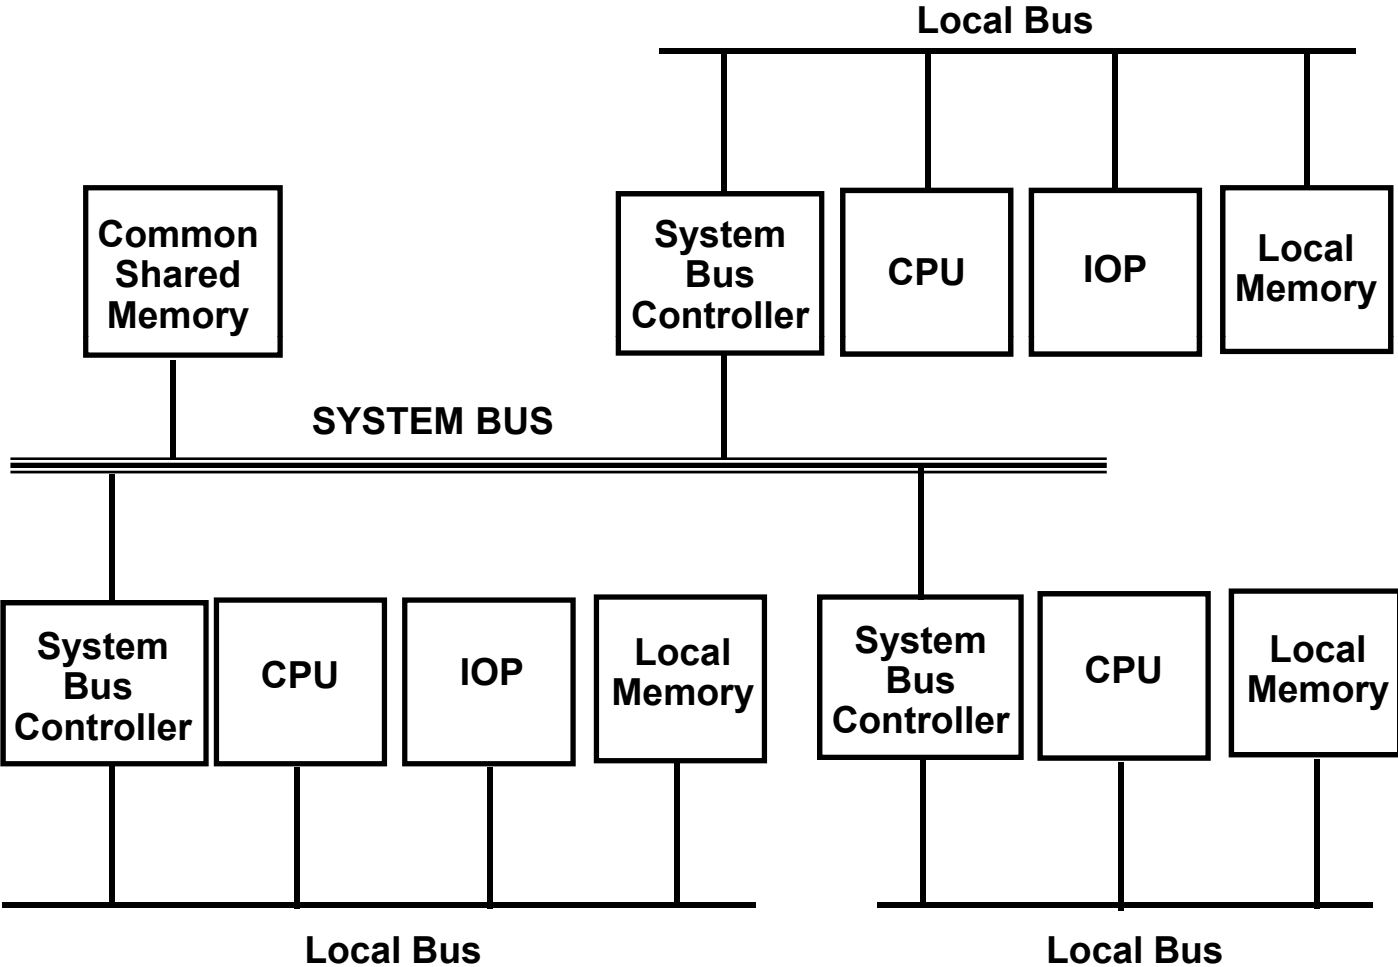 Local Bus
Common
Shared
Memory
System
Bus
Controller
CPU
IOP
Local
Memory
SYSTEM BUS
System
Bus
Controller
CPU
IOP
Local
Memory
System
Bus
Controller
CPU
Local
Memory
Local Bus
Local Bus